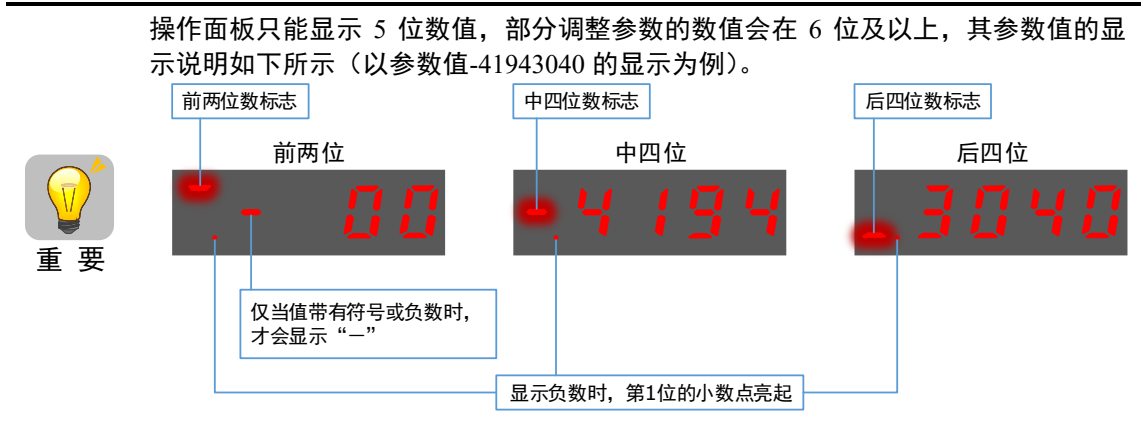 操作面板只能显示 5 位数值，部分调整参数的数值会在 6 位及以上，其参数值的显
示说明如下所示（以参数值-41943040 的显示为例）。
前两位数标志
中四位数标志
后四位数标志
前两位
中四位
后四位
- 00
-4194
_3040
重 要
仅当值带有符号或负数时，
才会显示“—”
显示负数时，第1位的小数点亮起